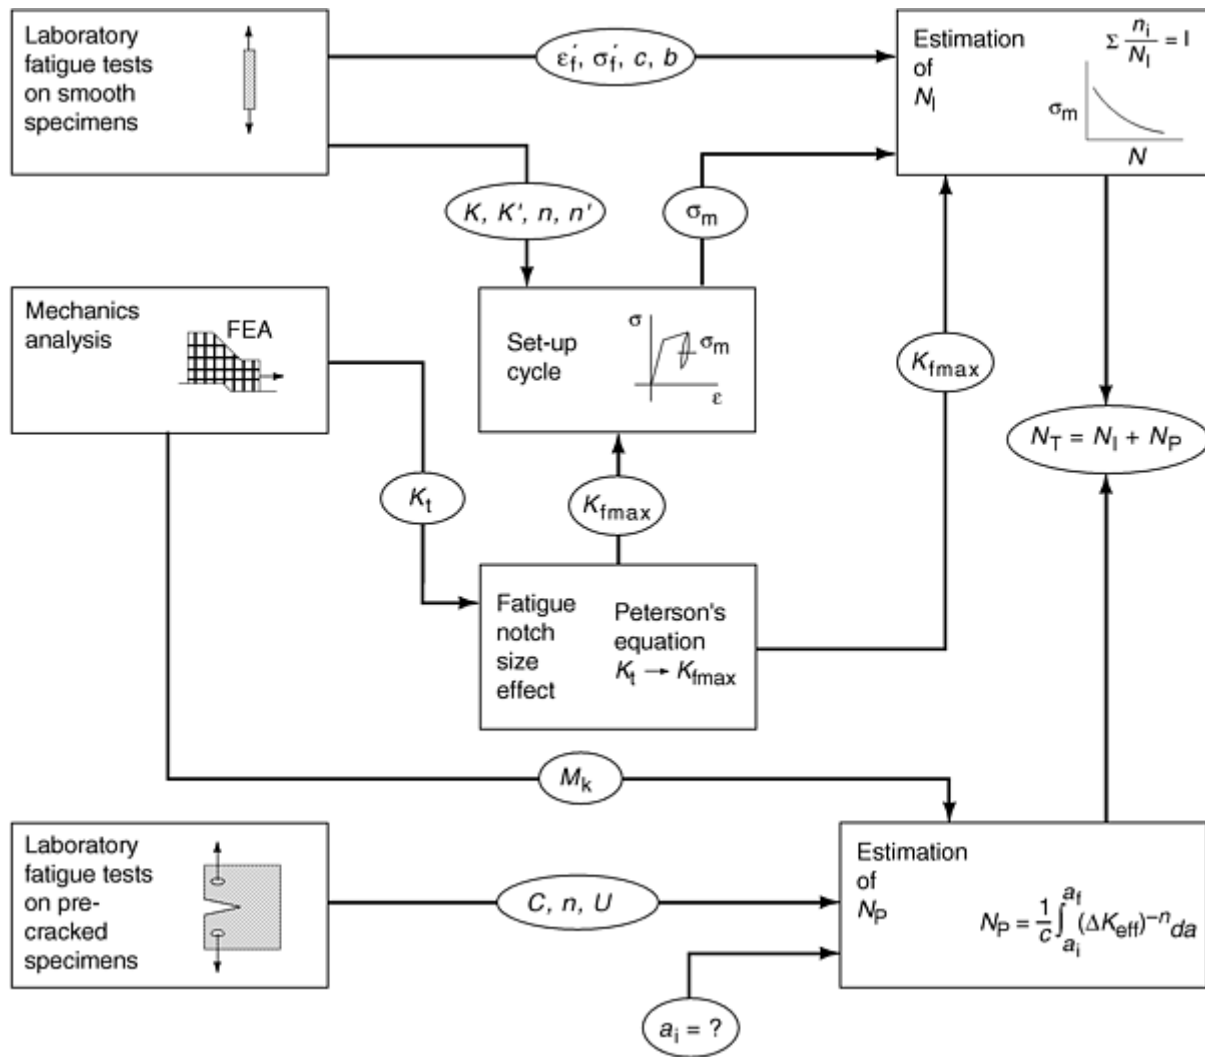 Laboratory
fatigue tests
on smooth
specimens
ε′f, σ′f, c, b
Estimation
of
NI
Σ ni/NI = I
σm
N
K, K', n, n'
σm
Mechanics
analysis
FEA
Set-up
cycle
σ
σm
ε
Kfmax
NT = NI + NP
Kt
Kfmax
Fatigue
notch
size
effect
Peterson's
equation
Kt → Kfmax
Mk
Laboratory
fatigue tests
on pre-
cracked
specimens
C, n, U
Estimation
of
NP
NP = 1/c ∫ai^af (ΔKeff)–n da
ai = ?